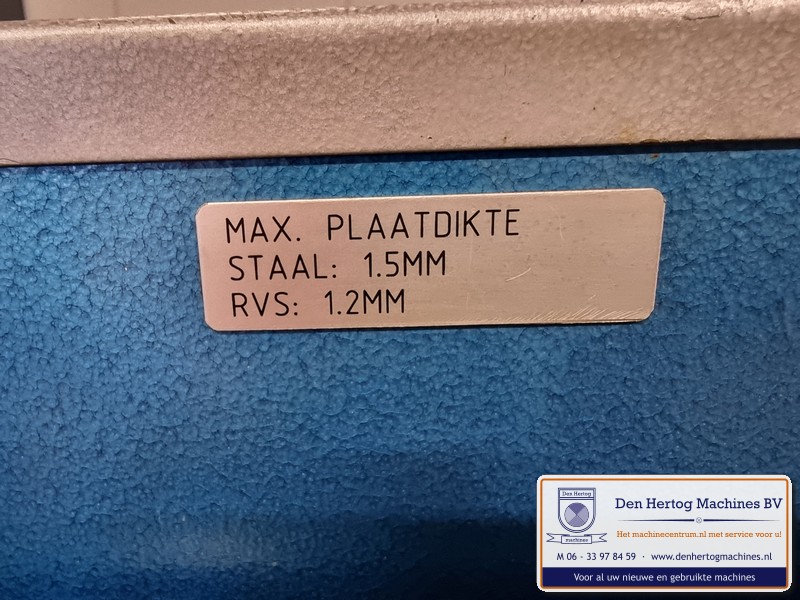 MAX. PLAATDIKTE
STAAL: 1.5MM
RVS: 1.2MM
Den Hertog
machines
Den Hertog Machines BV
Het machinecentrum.nl met service voor u!
M 06 - 33 97 84 59 · www.denhertogmachines.nl
Voor al uw nieuwe en gebruikte machines